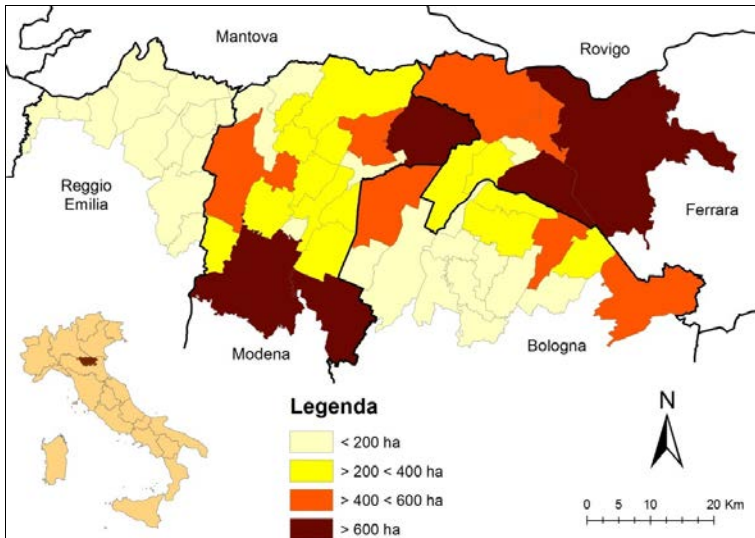 Mantova
Rovigo
Reggio
Emilia
Ferrara
Modena
Bologna
Legenda
< 200 ha
> 200 < 400 ha
> 400 < 600 ha
> 600 ha
N
0 5 10 20 Km